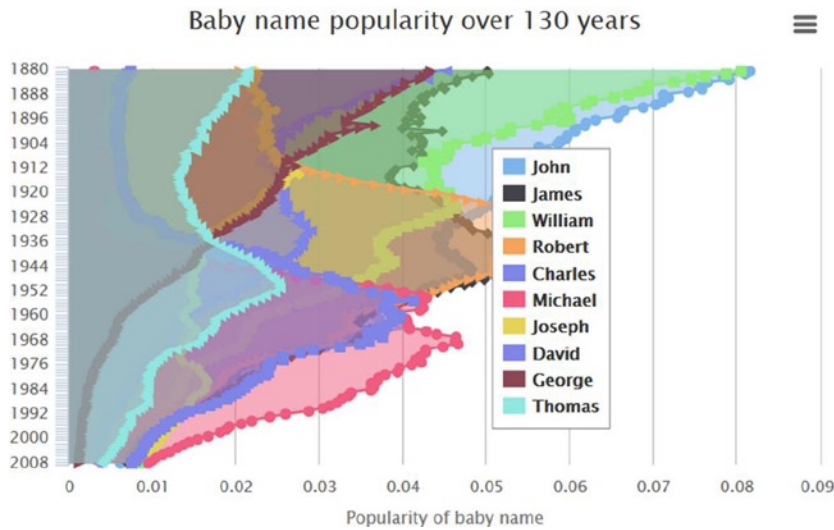 Baby name popularity over 130 years
1880
1888
1896
1904
1912
1920
1928
1936
1944
1952
1960
1968
1976
1984
1992
2000
2008
John
James
William
Robert
Charles
Michael
Joseph
David
George
Thomas
0 0.01 0.02 0.03 0.04 0.05 0.06 0.07 0.08 0.09
Popularity of baby name